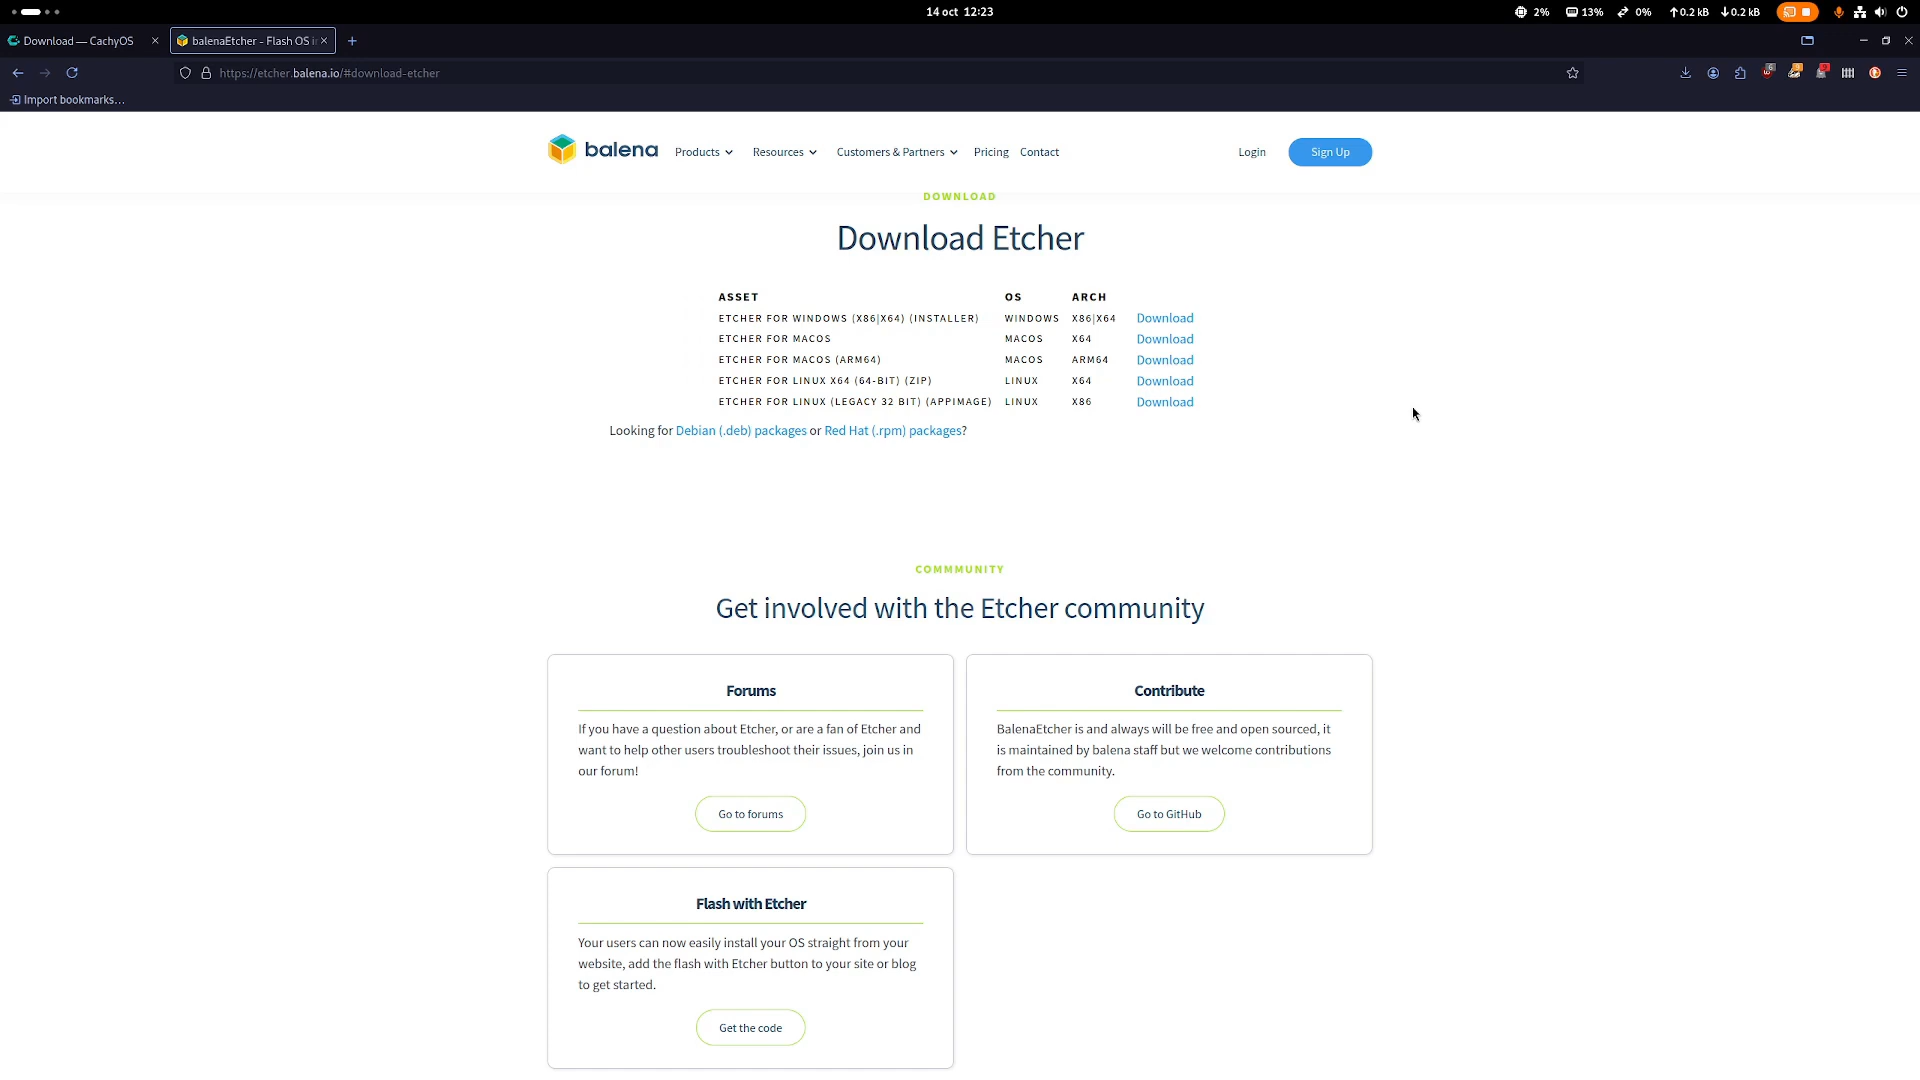 14 oct 12:23
2% 13% 0% ↑0.2 kB ↓0.2 kB
Download — CachyOS
balenaEtcher - Flash OS i
https://etcher.balena.io/#download-etcher
Import bookmarks...
balena Products Resources Customers & Partners Pricing Contact Login Sign Up
DOWNLOAD
Download Etcher
ASSET OS ARCH
ETCHER FOR WINDOWS (X86|X64) (INSTALLER) WINDOWS X86|X64 Download
ETCHER FOR MACOS MACOS X64 Download
ETCHER FOR MACOS (ARM64) MACOS ARM64 Download
ETCHER FOR LINUX X64 (64-BIT) (ZIP) LINUX X64 Download
ETCHER FOR LINUX (LEGACY 32 BIT) (APPIMAGE) LINUX X86 Download
Looking for Debian (.deb) packages or Red Hat (.rpm) packages?
COMMMUNITY
Get involved with the Etcher community
Forums
If you have a question about Etcher, or are a fan of Etcher and
want to help other users troubleshoot their issues, join us in
our forum!
Go to forums
Contribute
BalenaEtcher is and always will be free and open sourced, it
is maintained by balena staff but we welcome contributions
from the community.
Go to GitHub
Flash with Etcher
Your users can now easily install your OS straight from your
website, add the flash with Etcher button to your site or blog
to get started.
Get the code